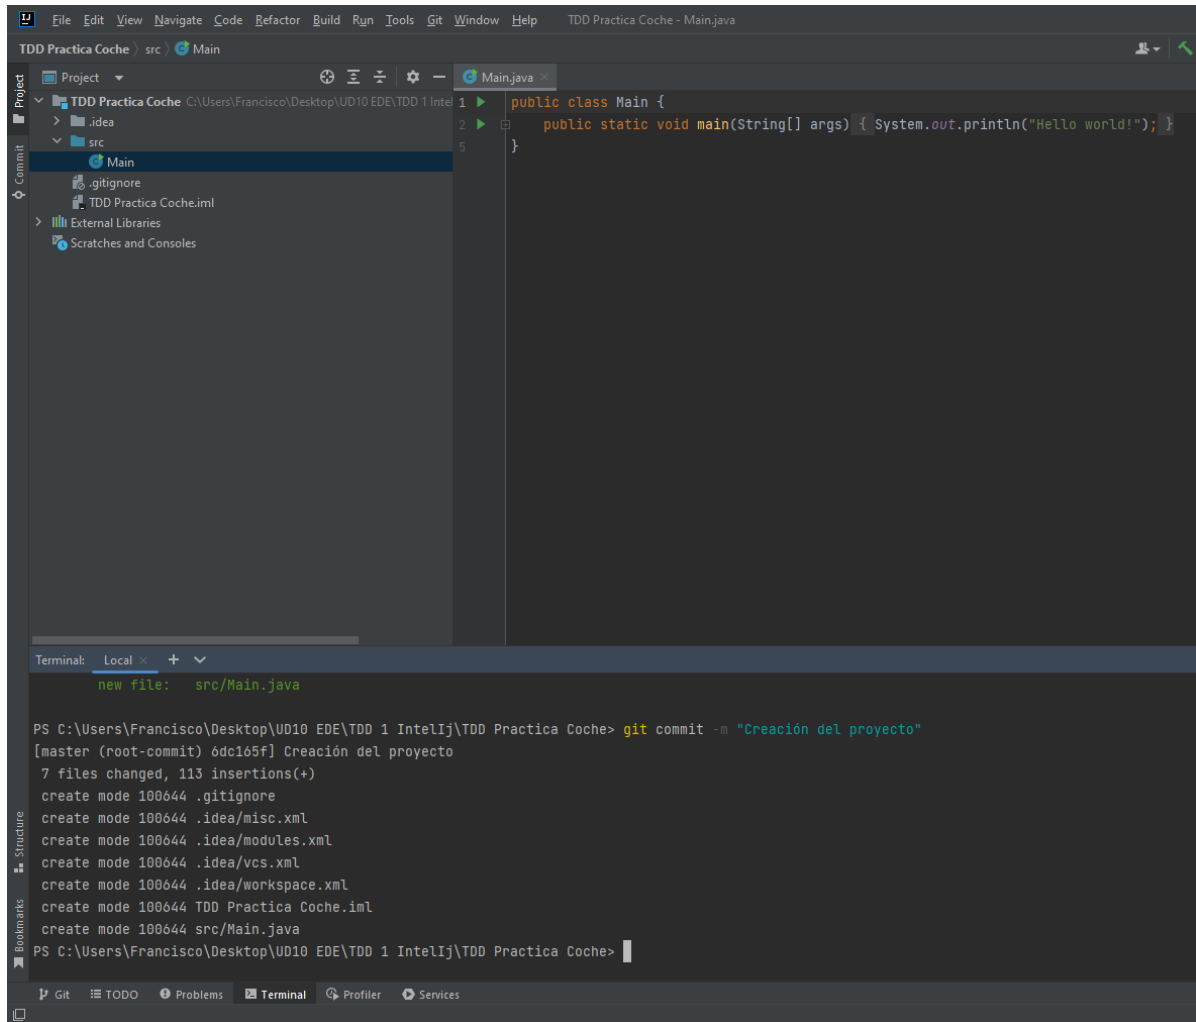 File Edit View Navigate Code Refactor Build Run Tools Git Window Help TDD Practica Coche - Main.java
TDD Practica Coche src Main
Project
Main.java
TDD Practica Coche C:\Users\Francisco\Desktop\UD10 EDE\TDD 1 Intel
.idea
src
Main
.gitignore
TDD Practica Coche.iml
External Libraries
Scratches and Consoles
1 public class Main {
2 public static void main(String[] args) { System.out.println("Hello world!"); }
5 }
Project
Commit
Structure
Bookmarks
Terminal: Local
new file: src/Main.java
PS C:\Users\Francisco\Desktop\UD10 EDE\TDD 1 IntelIj\TDD Practica Coche> git commit -m "Creación del proyecto"
[master (root-commit) 6dc165f] Creación del proyecto
7 files changed, 113 insertions(+)
create mode 100644 .gitignore
create mode 100644 .idea/misc.xml
create mode 100644 .idea/modules.xml
create mode 100644 .idea/vcs.xml
create mode 100644 .idea/workspace.xml
create mode 100644 TDD Practica Coche.iml
create mode 100644 src/Main.java
PS C:\Users\Francisco\Desktop\UD10 EDE\TDD 1 IntelIj\TDD Practica Coche>
Git TODO Problems Terminal Profiler Services